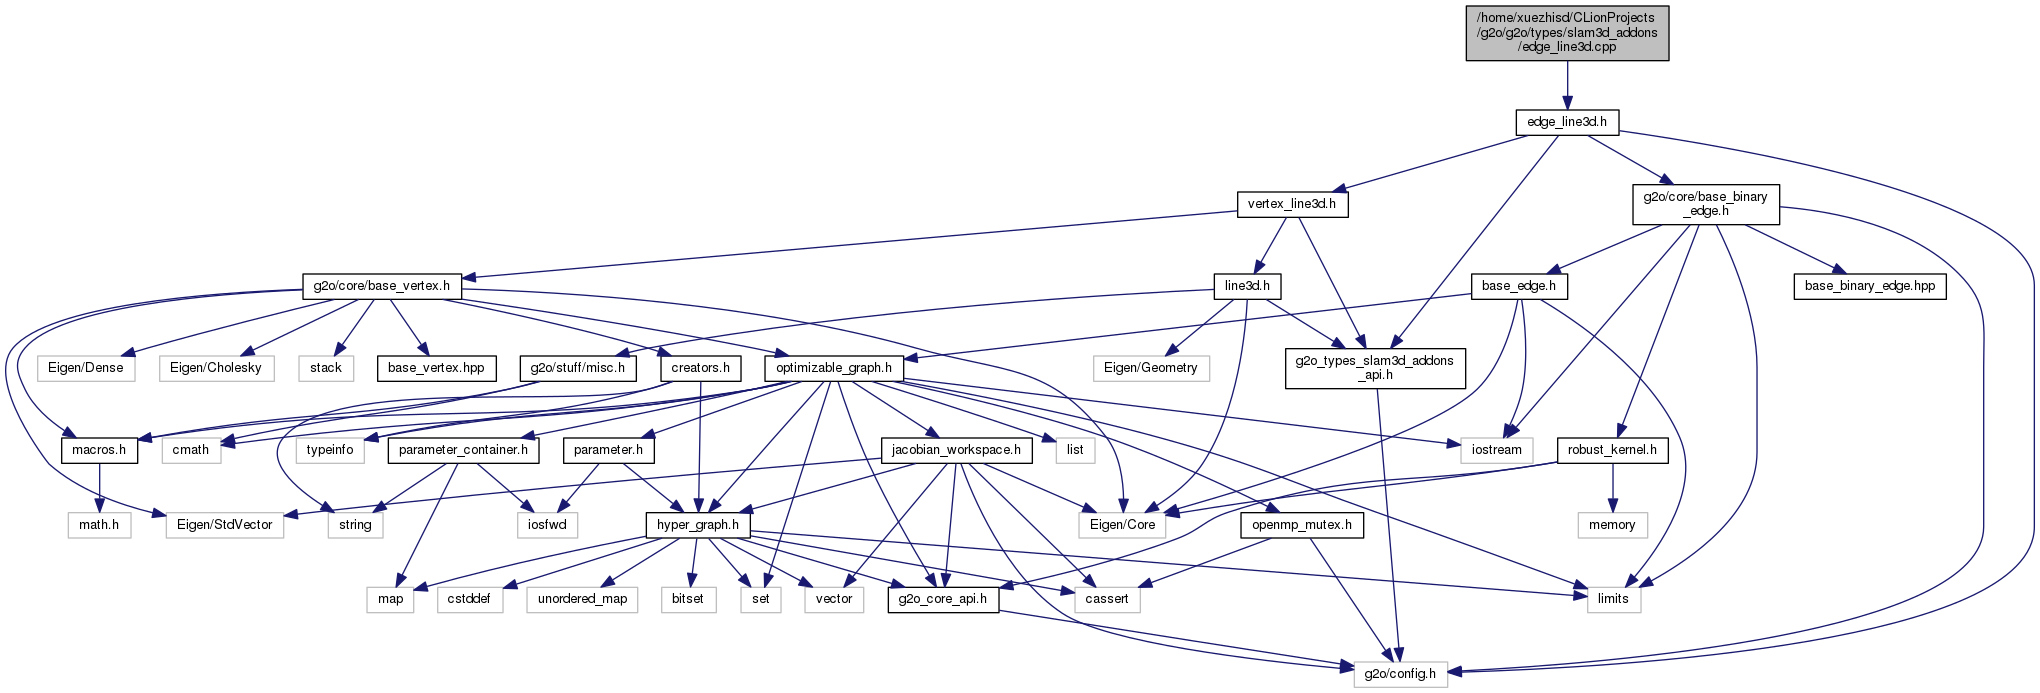 /home/xuezhisd/CLionProjects
/g2o/g2o/types/slam3d_addons
/edge_line3d.cpp
edge_line3d.h
vertex_line3d.h
g2o/core/base_binary
_edge.h
g2o/core/base_vertex.h
line3d.h
base_edge.h
base_binary_edge.hpp
Eigen/Dense
Eigen/Cholesky
stack
base_vertex.hpp
g2o/stuff/misc.h
creators.h
optimizable_graph.h
Eigen/Geometry
g2o_types_slam3d_addons
_api.h
macros.h
cmath
typeinfo
parameter_container.h
parameter.h
jacobian_workspace.h
list
iostream
robust_kernel.h
math.h
Eigen/StdVector
string
iosfwd
hyper_graph.h
Eigen/Core
openmp_mutex.h
memory
map
cstddef
unordered_map
bitset
set
vector
g2o_core_api.h
cassert
limits
g2o/config.h